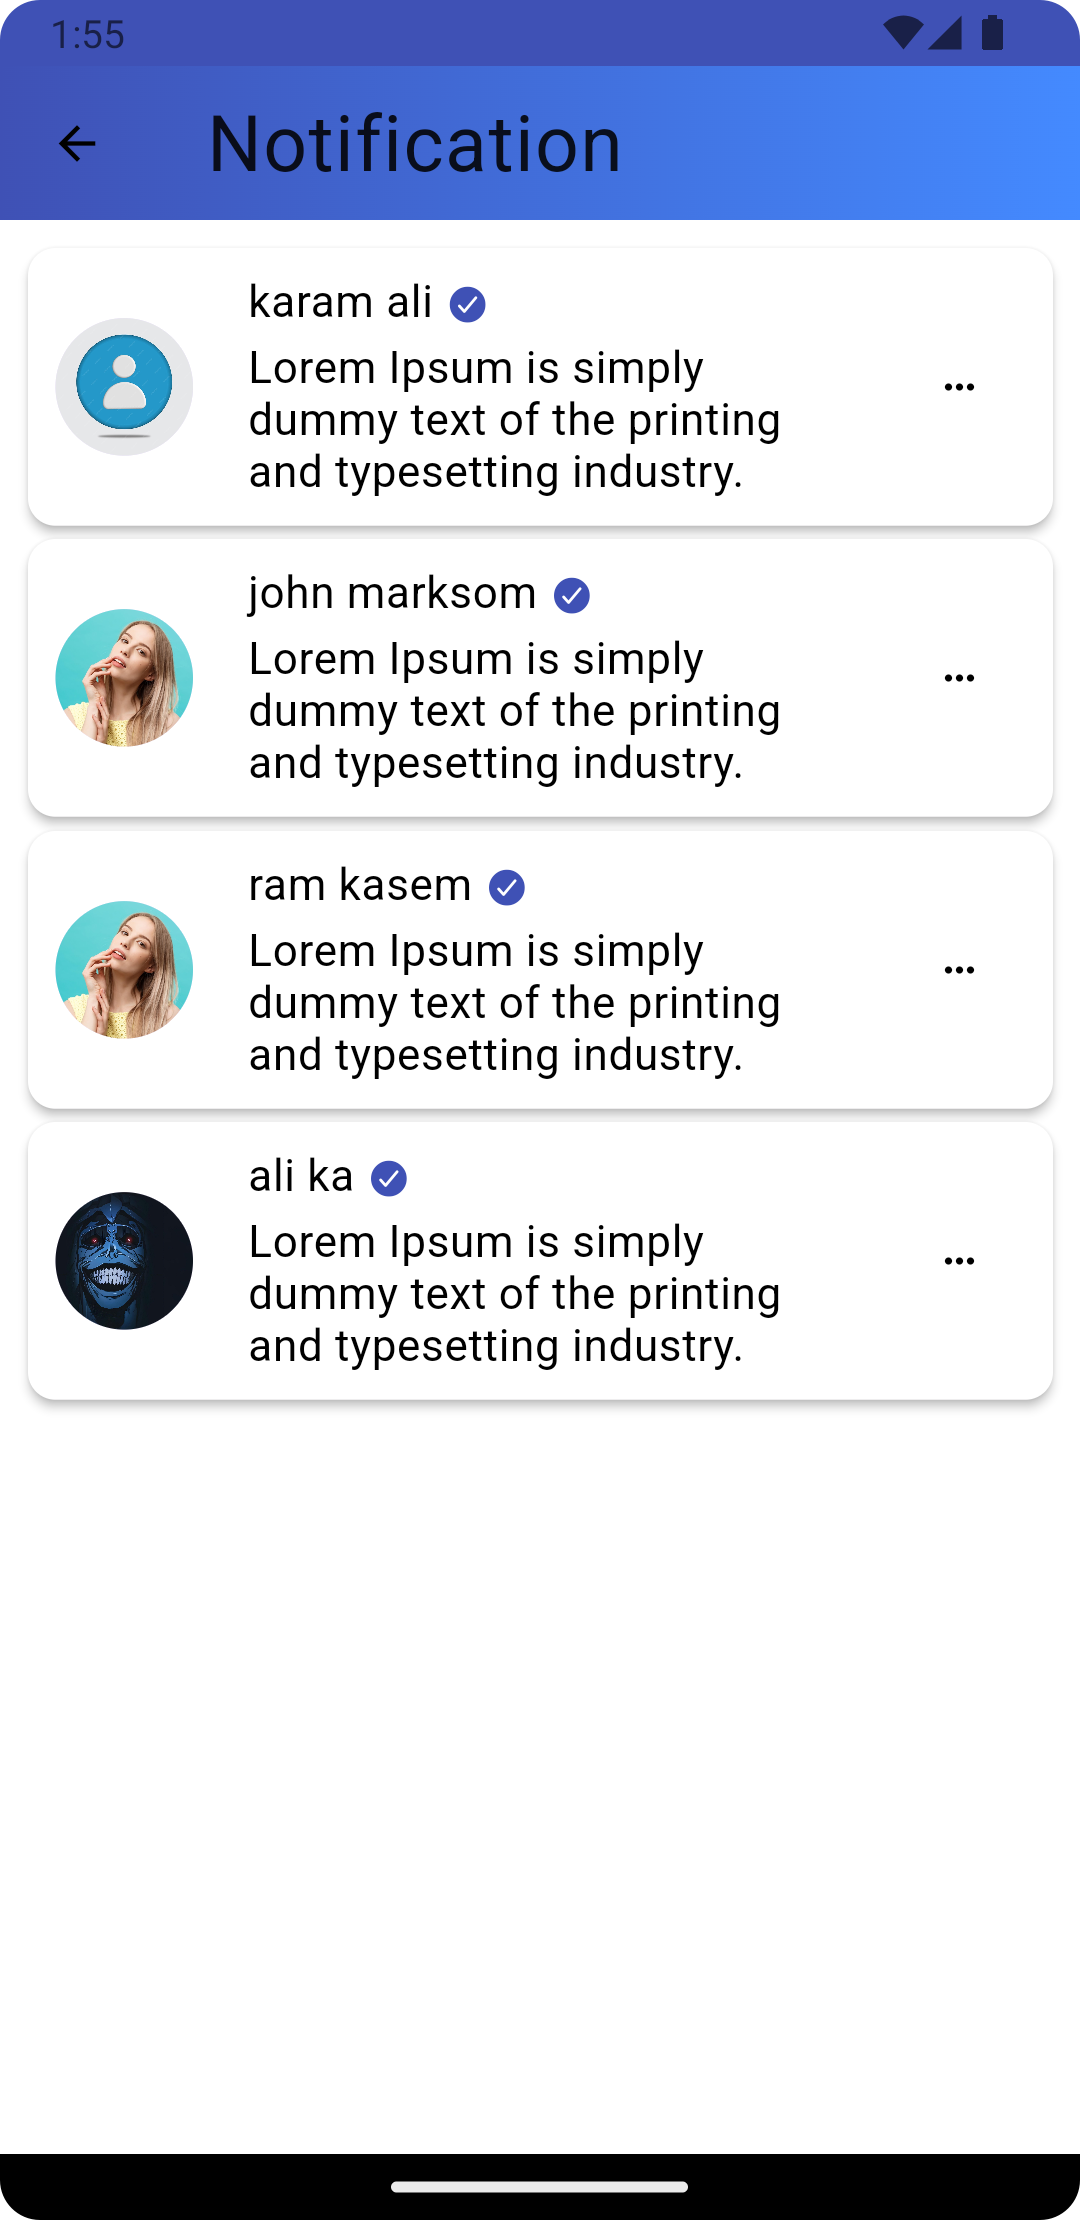 1:55
Notification
karam ali
Lorem Ipsum is simply
dummy text of the printing
and typesetting industry.
john marksom
Lorem Ipsum is simply
dummy text of the printing
and typesetting industry.
ram kasem
Lorem Ipsum is simply
dummy text of the printing
and typesetting industry.
ali ka
Lorem Ipsum is simply
dummy text of the printing
and typesetting industry.